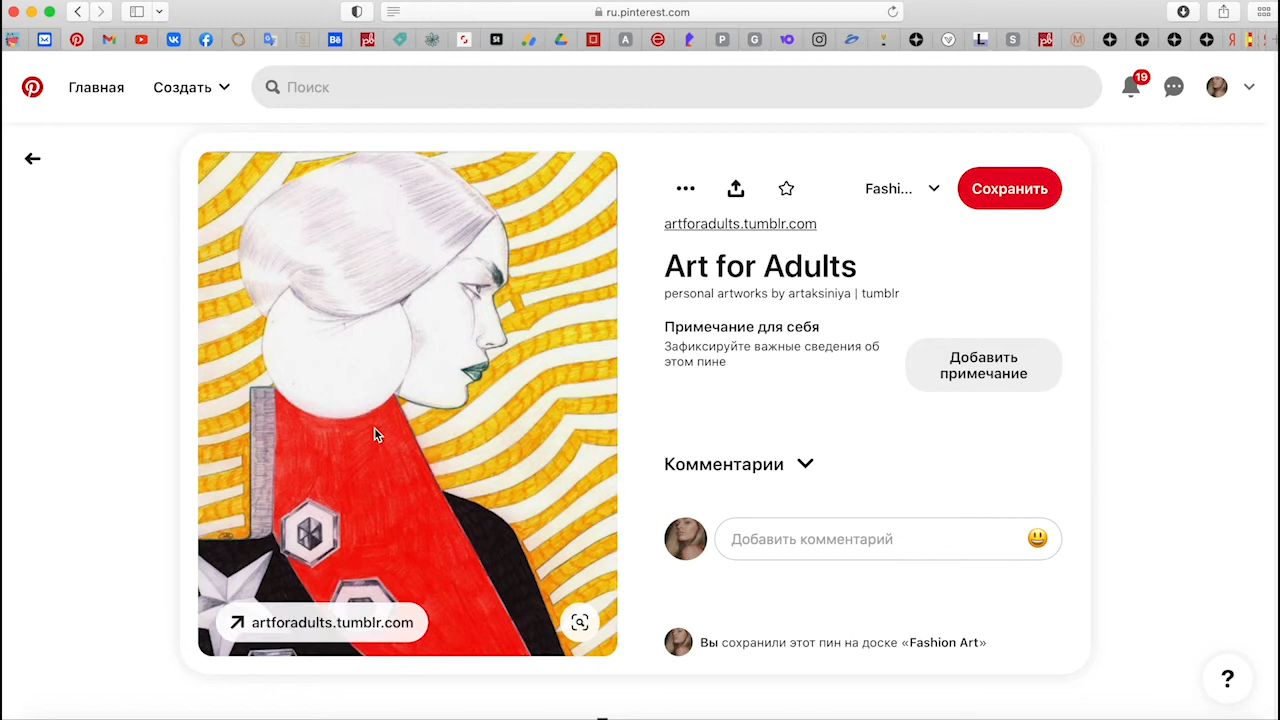 ru.pinterest.com
Bē
St
A
P
G
L
S
M
Я
Главная
Создать
Поиск
19
Fashi...
Сохранить
artforadults.tumblr.com
Art for Adults
personal artworks by artaksiniya | tumblr
Примечание для себя
Зафиксируйте важные сведения об
этом пине
Добавить
примечание
Комментарии
Добавить комментарий
artforadults.tumblr.com
Вы сохранили этот пин на доске «Fashion Art»
?